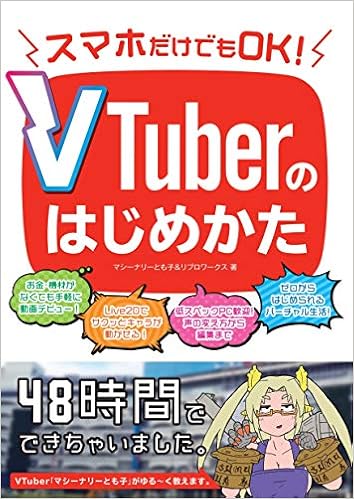 スマホだけでもOK!
VTuberの
はじめかた
マシーナリーとも子&リブロワークス 著
お金・機材が
なくても手軽に
動画デビュー!
Live2Dで
サクッとキャラが
動かせる!
低スペックPC歓迎!
声の変え方から
編集まで
ゼロから
はじめられる
バーチャル生活!
48時間で
できちゃいました。
VTuber「マシーナリーとも子」がゆる〜く教えます。